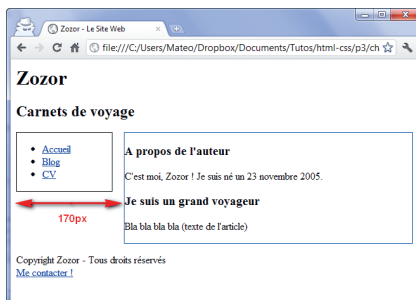 Zozor - Le Site Web
file:///C:/Users/Mateo/Dropbox/Documents/Tutos/html-css/p3/ch
Zozor
Carnets de voyage
Accueil
Blog
CV
170px
A propos de l'auteur
C'est moi, Zozor ! Je suis né un 23 novembre 2005.
Je suis un grand voyageur
Bla bla bla bla (texte de l'article)
Copyright Zozor - Tous droits réservés
Me contacter !